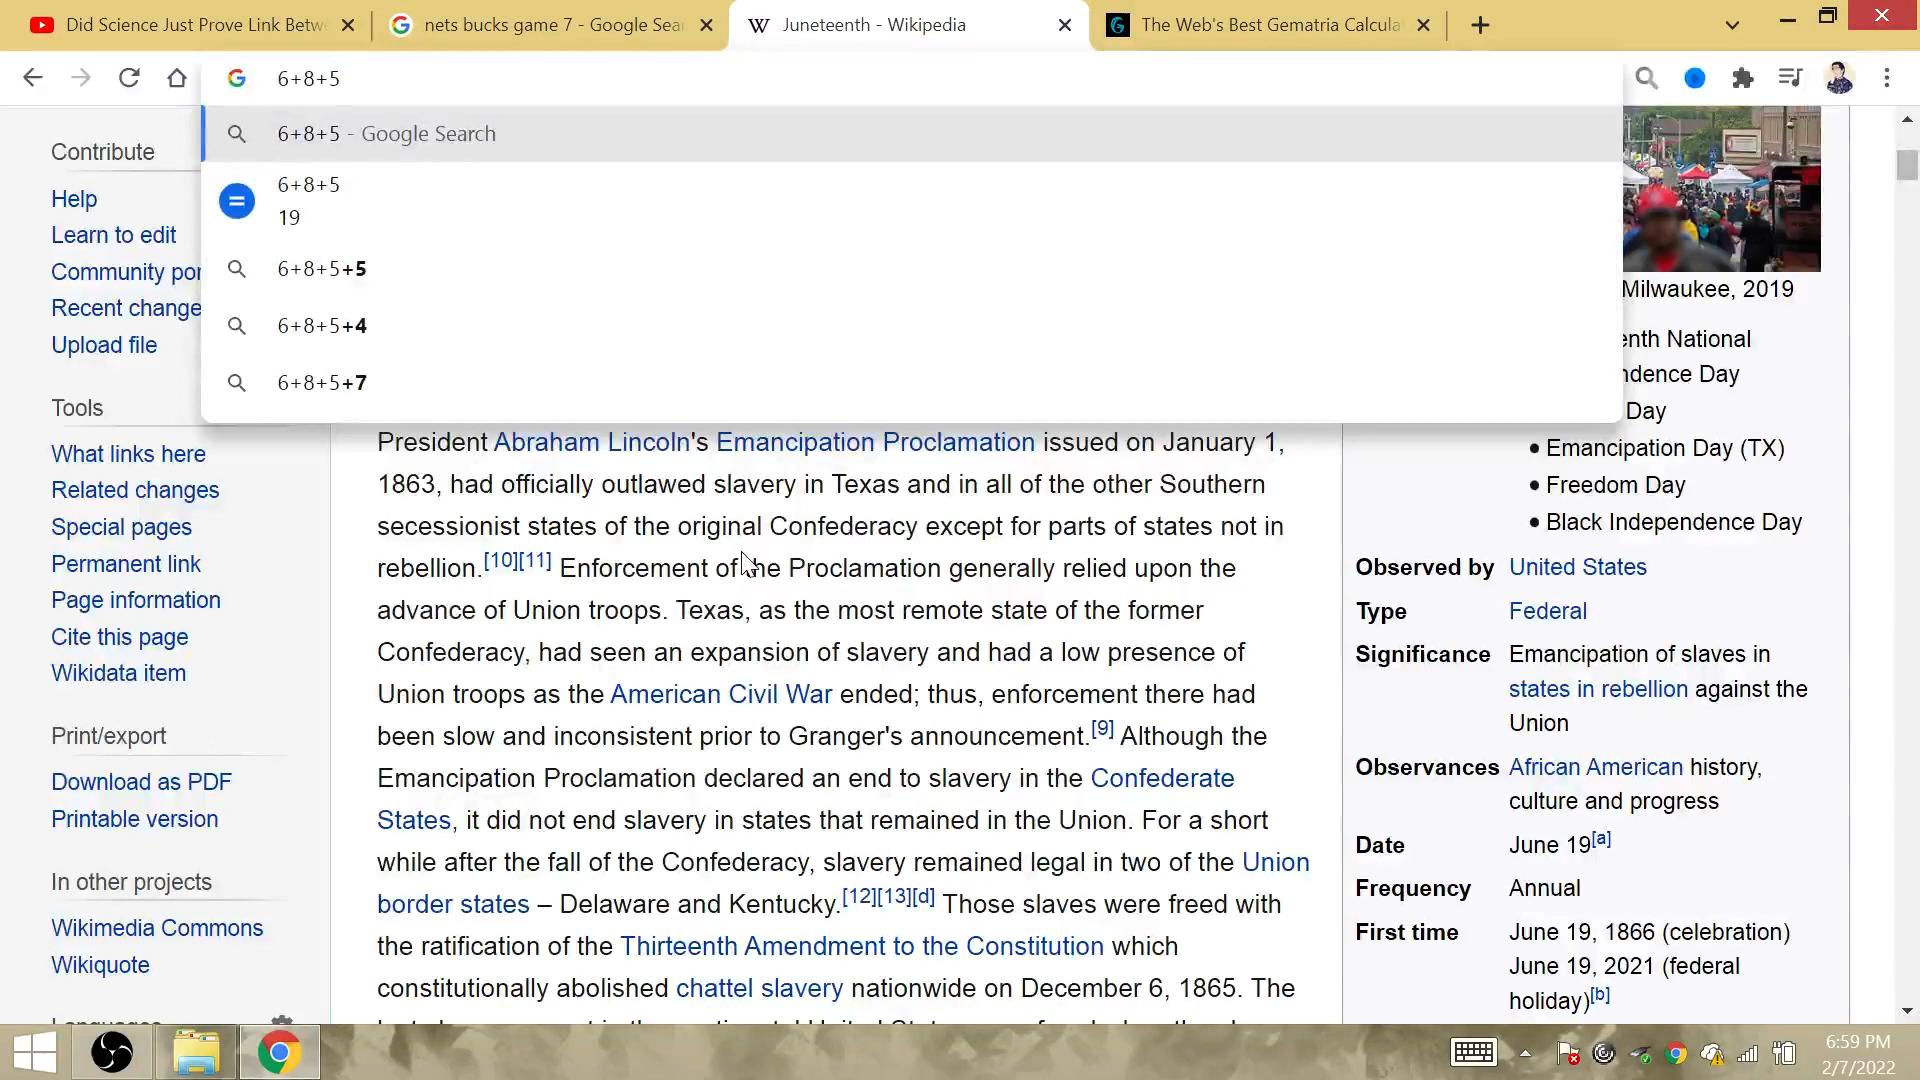 Did Science Just Prove Link Betwe
nets bucks game 7 - Google Sear
Juneteenth - Wikipedia
The Web's Best Gematria Calcula
6+8+5
6+8+5 - Google Search
6+8+5
19
6+8+5+5
6+8+5+4
6+8+5+7
Contribute
Help
Learn to edit
Community por
Recent change
Upload file
Tools
What links here
Related changes
Special pages
Permanent link
Page information
Cite this page
Wikidata item
Print/export
Download as PDF
Printable version
In other projects
Wikimedia Commons
Wikiquote
Languages
President Abraham Lincoln's Emancipation Proclamation issued on January 1,
1863, had officially outlawed slavery in Texas and in all of the other Southern
secessionist states of the original Confederacy except for parts of states not in
rebellion.[10][11] Enforcement of the Proclamation generally relied upon the
advance of Union troops. Texas, as the most remote state of the former
Confederacy, had seen an expansion of slavery and had a low presence of
Union troops as the American Civil War ended; thus, enforcement there had
been slow and inconsistent prior to Granger's announcement.[9] Although the
Emancipation Proclamation declared an end to slavery in the Confederate
States, it did not end slavery in states that remained in the Union. For a short
while after the fall of the Confederacy, slavery remained legal in two of the Union
border states – Delaware and Kentucky.[12][13][d] Those slaves were freed with
the ratification of the Thirteenth Amendment to the Constitution which
constitutionally abolished chattel slavery nationwide on December 6, 1865. The
Milwaukee, 2019
enth National
ndence Day
Day
• Emancipation Day (TX)
• Freedom Day
• Black Independence Day
Observed by United States
Type Federal
Significance Emancipation of slaves in
states in rebellion against the
Union
Observances African American history,
culture and progress
Date June 19[a]
Frequency Annual
First time June 19, 1866 (celebration)
June 19, 2021 (federal
holiday)[b]
6:59 PM
2/7/2022